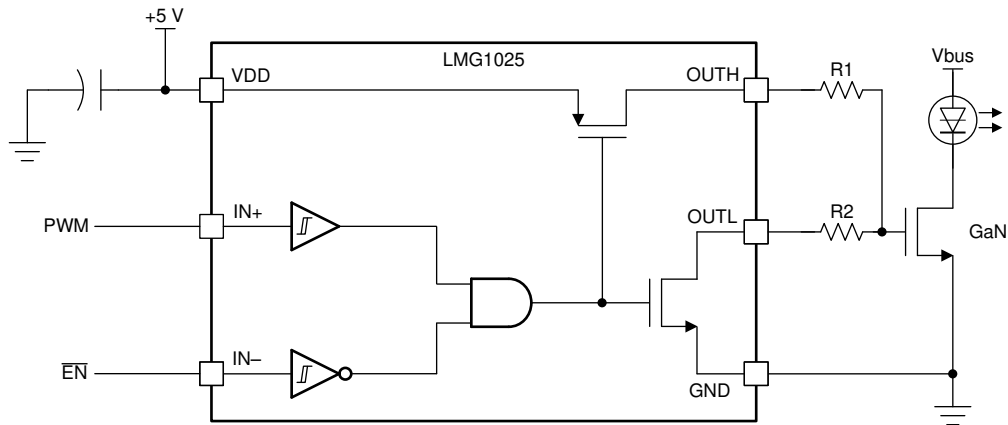 +5 V
LMG1025
VDD
OUTH
R1
Vbus
PWM
IN+
OUTL
R2
GaN
EN
IN–
GND